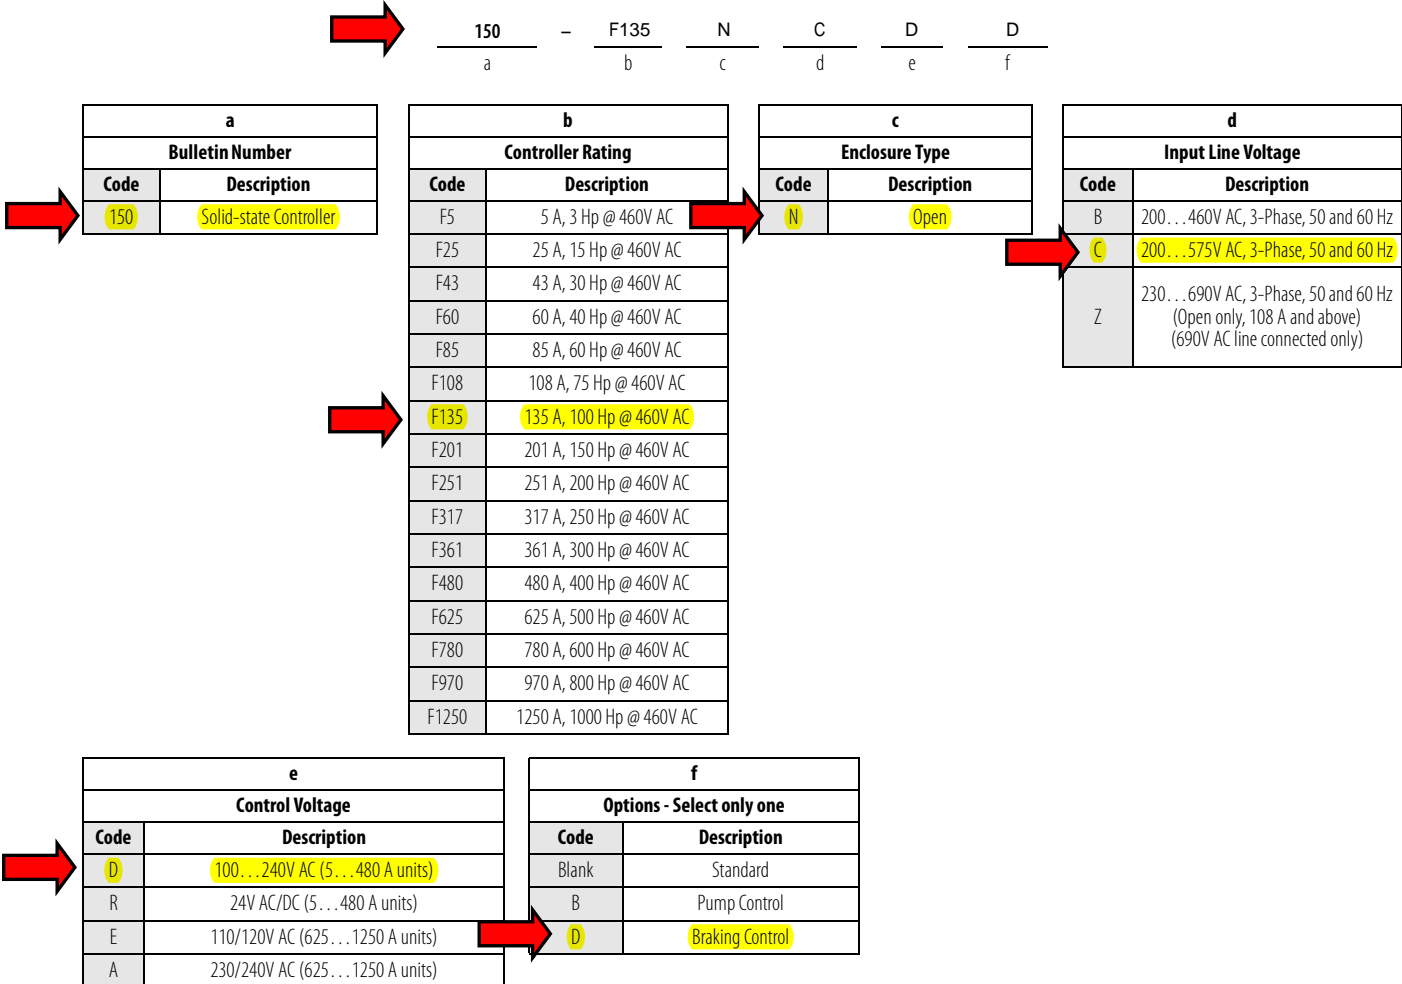 150 – F135 N C D D
a b c d e f
a
Bulletin Number
Code Description
150 Solid-state Controller
b
Controller Rating
Code Description
F5 5 A, 3 Hp @ 460V AC
F25 25 A, 15 Hp @ 460V AC
F43 43 A, 30 Hp @ 460V AC
F60 60 A, 40 Hp @ 460V AC
F85 85 A, 60 Hp @ 460V AC
F108 108 A, 75 Hp @ 460V AC
F135 135 A, 100 Hp @ 460V AC
F201 201 A, 150 Hp @ 460V AC
F251 251 A, 200 Hp @ 460V AC
F317 317 A, 250 Hp @ 460V AC
F361 361 A, 300 Hp @ 460V AC
F480 480 A, 400 Hp @ 460V AC
F625 625 A, 500 Hp @ 460V AC
F780 780 A, 600 Hp @ 460V AC
F970 970 A, 800 Hp @ 460V AC
F1250 1250 A, 1000 Hp @ 460V AC
c
Enclosure Type
Code Description
N Open
d
Input Line Voltage
Code Description
B 200…460V AC, 3-Phase, 50 and 60 Hz
C 200…575V AC, 3-Phase, 50 and 60 Hz
Z 230…690V AC, 3-Phase, 50 and 60 Hz
(Open only, 108 A and above)
(690V AC line connected only)
e
Control Voltage
Code Description
D 100…240V AC (5…480 A units)
R 24V AC/DC (5…480 A units)
E 110/120V AC (625…1250 A units)
A 230/240V AC (625…1250 A units)
f
Options - Select only one
Code Description
Blank Standard
B Pump Control
D Braking Control